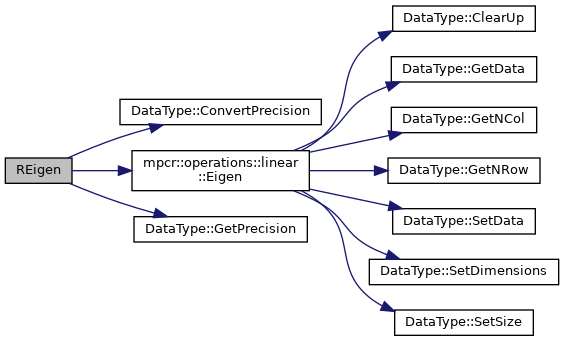 REigen
DataType::ConvertPrecision
mpcr::operations::linear
::Eigen
DataType::GetPrecision
DataType::ClearUp
DataType::GetData
DataType::GetNCol
DataType::GetNRow
DataType::SetData
DataType::SetDimensions
DataType::SetSize